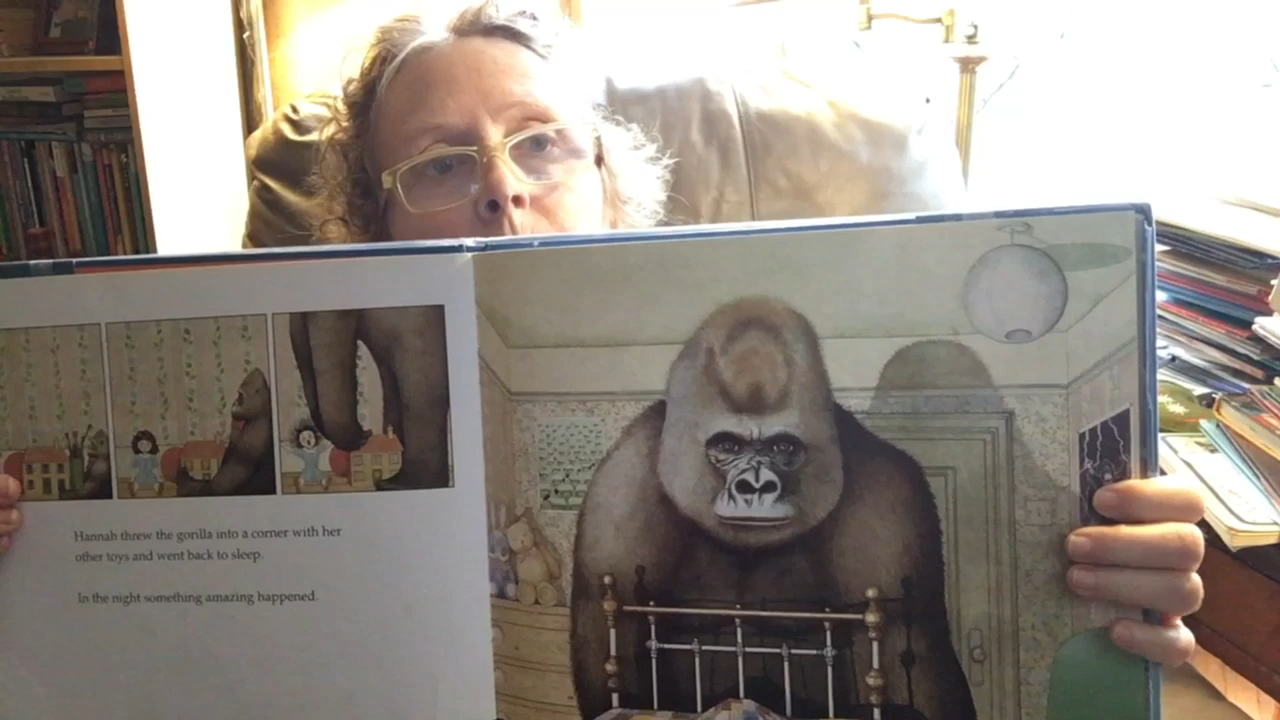 Hannah threw the gorilla into a corner with her
other toys and went back to sleep.
In the night something amazing happened.